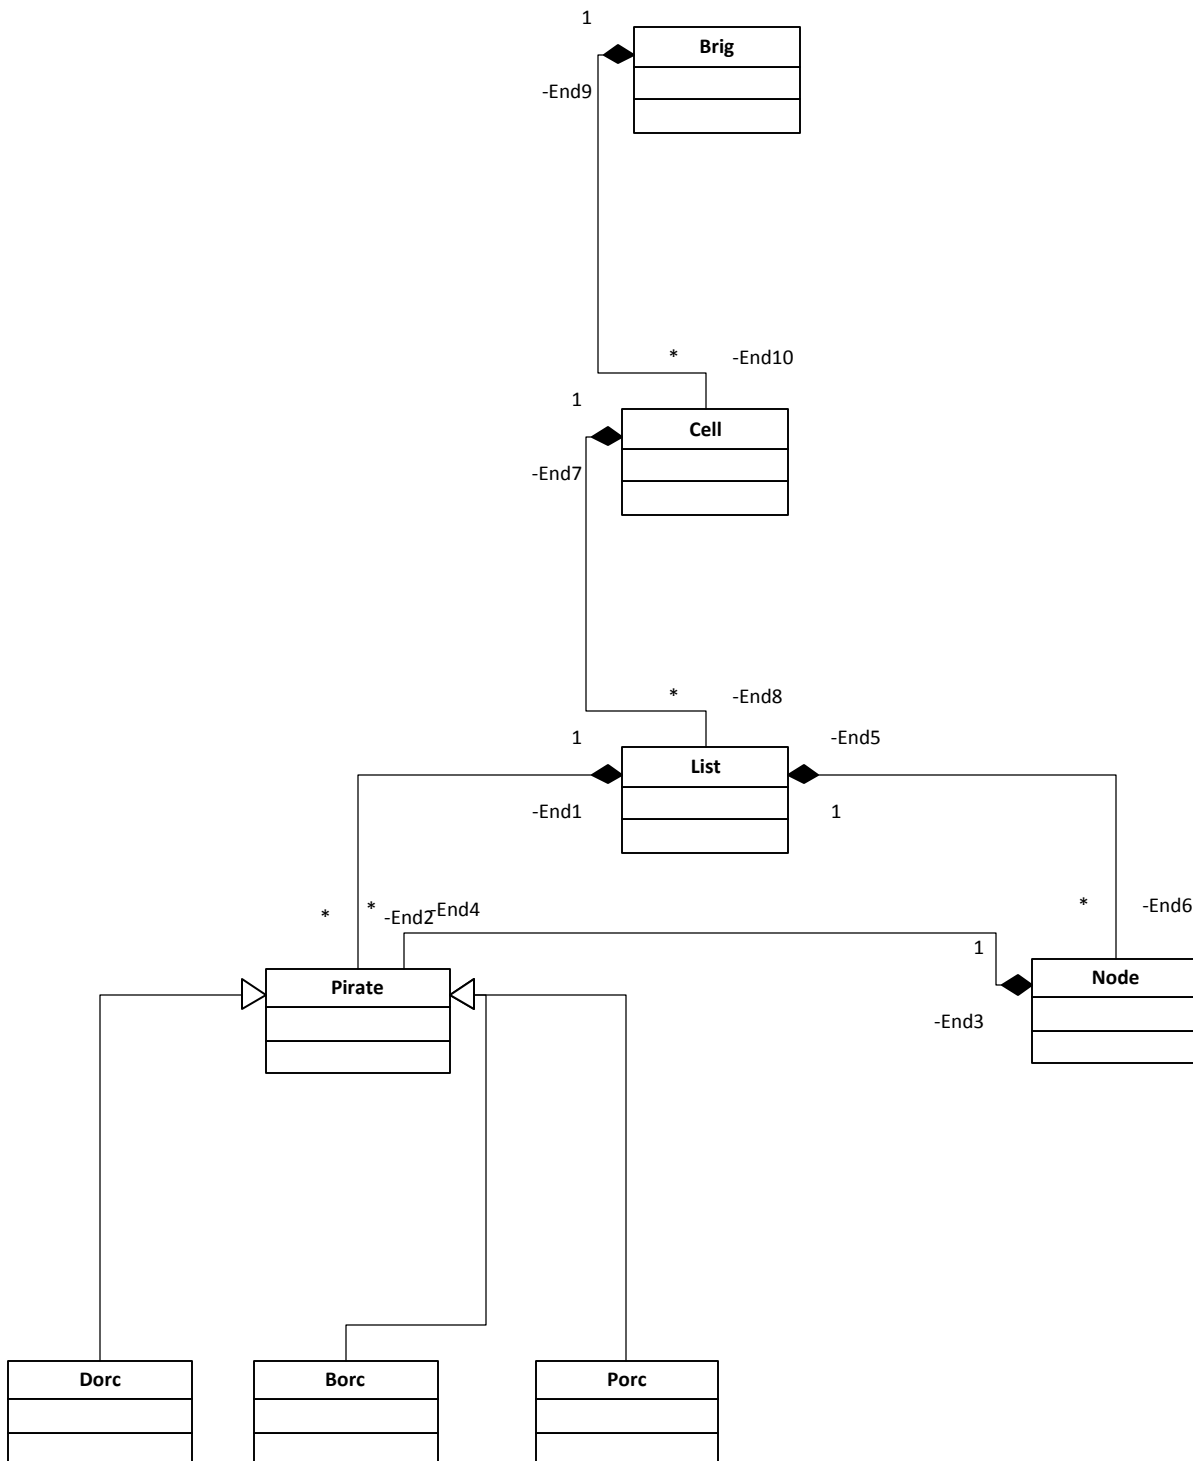 1
Brig
-End9
* -End10
1
Cell
-End7
* -End8
1 -End5
List
-End1 1
* * -End2 -End4 * -End6
1
Pirate Node
-End3
Dorc Borc Porc